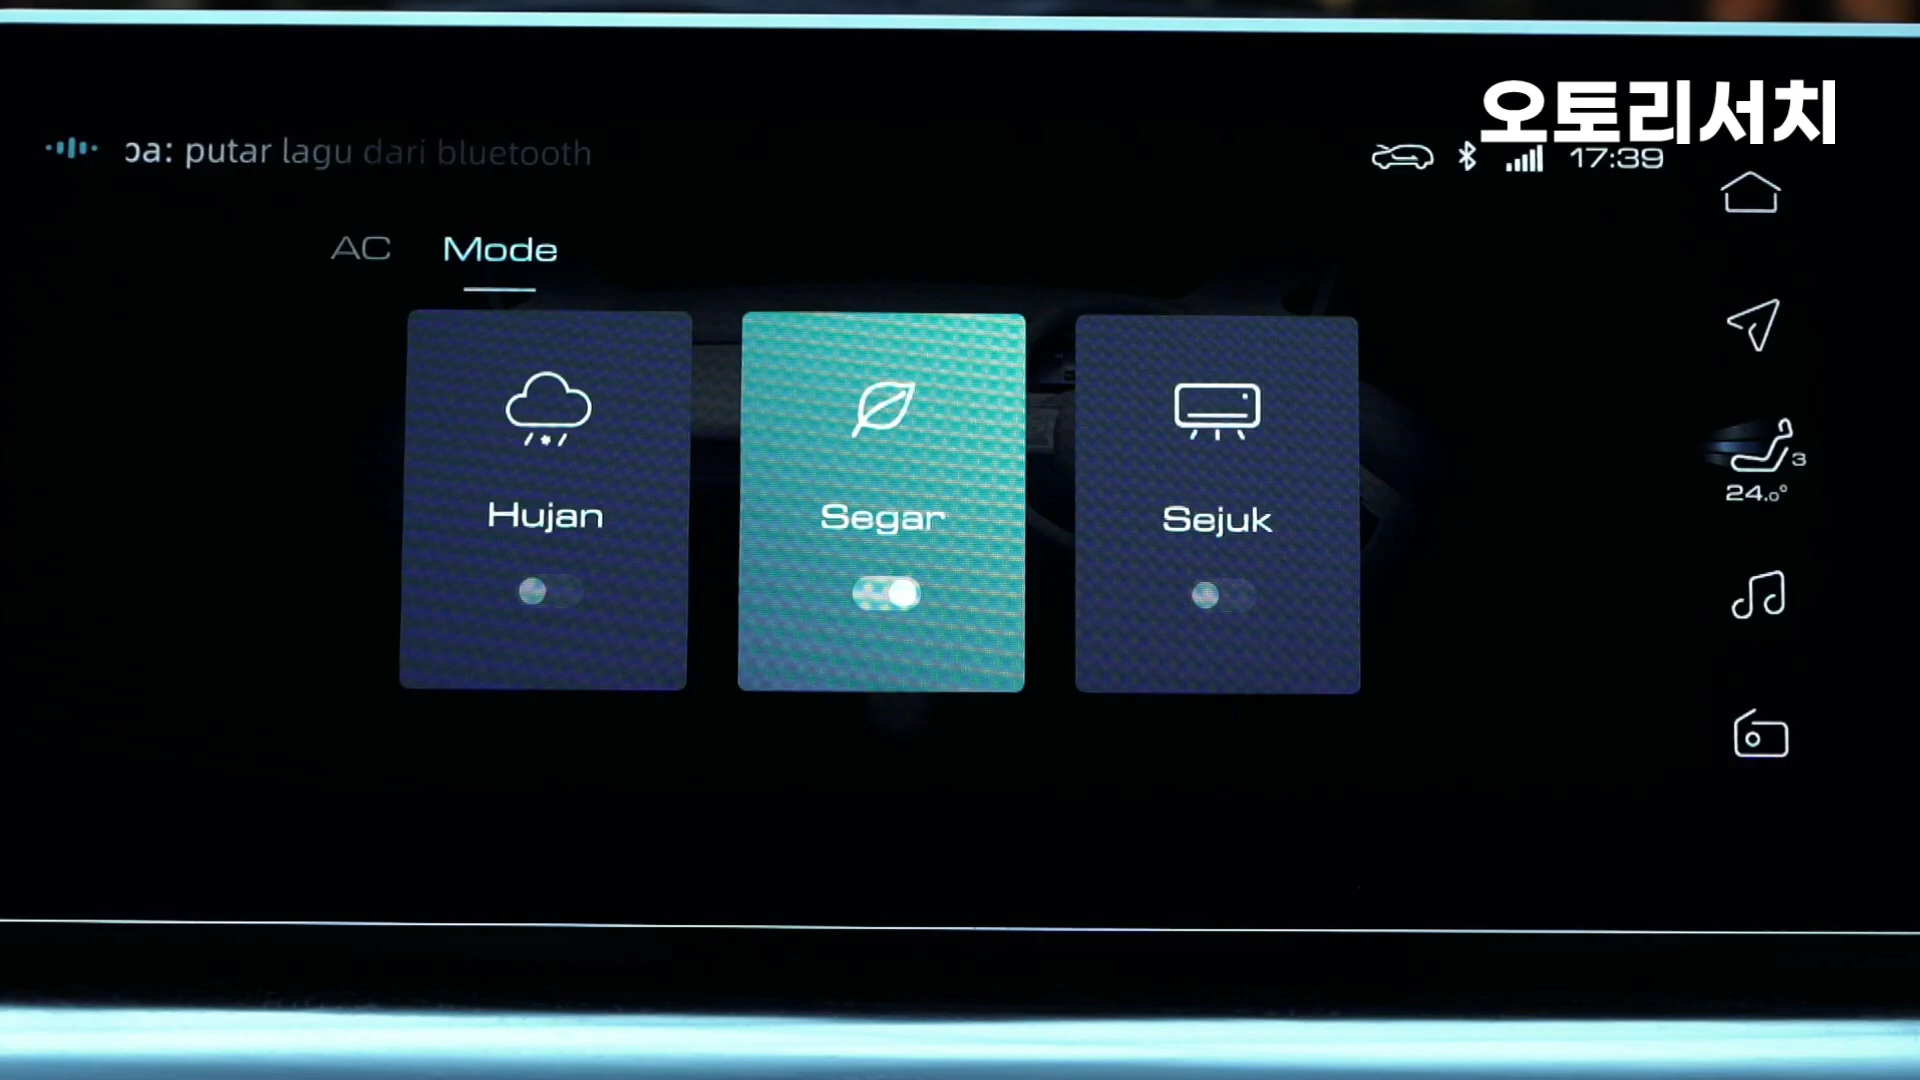 오토리서치
putar lagu dari bluetooth
17:39
AC Mode
Hujan
Segar
Sejuk
3
24.0°